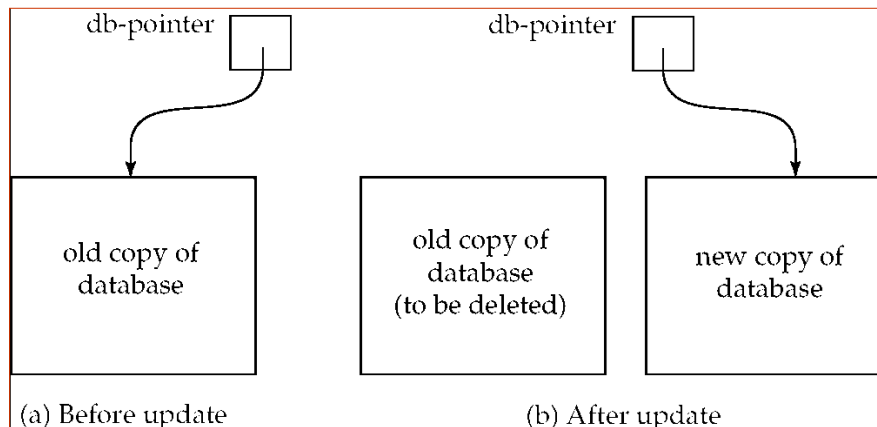 db-pointer
old copy of
database
(a) Before update
db-pointer
old copy of
database
(to be deleted)
new copy of
database
(b) After update